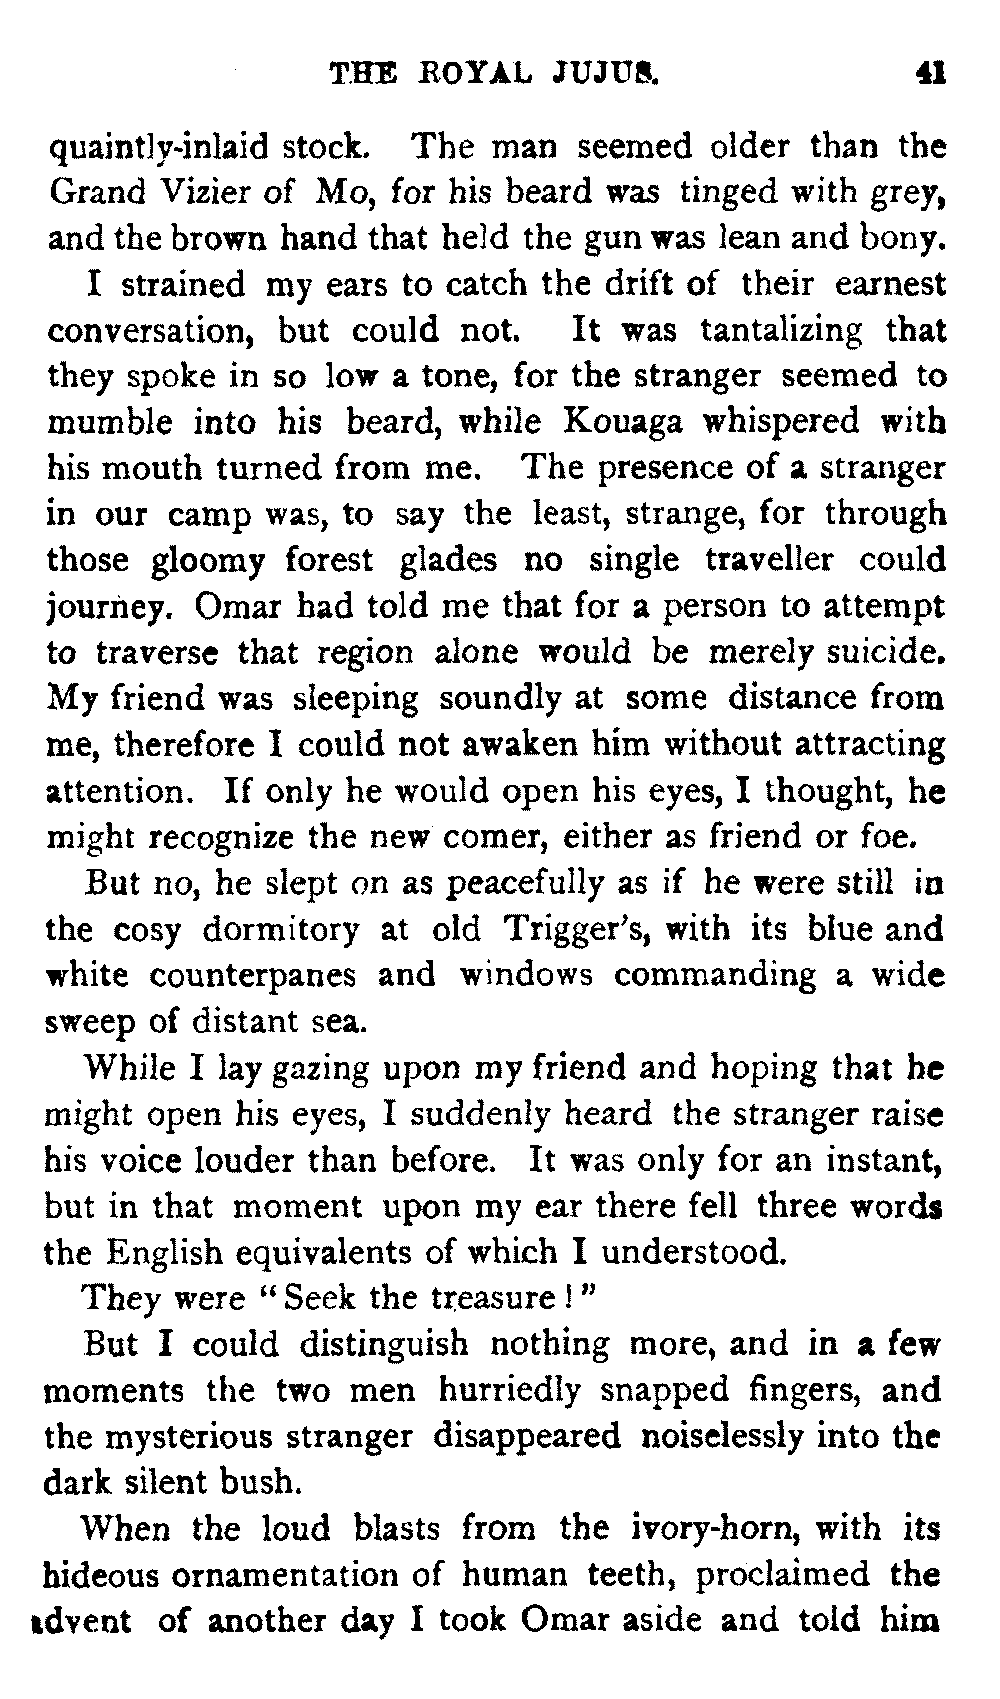 THE ROYAL JUJUS. 41
quaintly-inlaid stock. The man seemed older than the
Grand Vizier of Mo, for his beard was tinged with grey,
and the brown hand that held the gun was lean and bony.
I strained my ears to catch the drift of their earnest
conversation, but could not. It was tantalizing that
they spoke in so low a tone, for the stranger seemed to
mumble into his beard, while Kouaga whispered with
his mouth turned from me. The presence of a stranger
in our camp was, to say the least, strange, for through
those gloomy forest glades no single traveller could
journey. Omar had told me that for a person to attempt
to traverse that region alone would be merely suicide.
My friend was sleeping soundly at some distance from
me, therefore I could not awaken him without attracting
attention. If only he would open his eyes, I thought, he
might recognize the new comer, either as friend or foe.
But no, he slept on as peacefully as if he were still in
the cosy dormitory at old Trigger's, with its blue and
white counterpanes and windows commanding a wide
sweep of distant sea.
While I lay gazing upon my friend and hoping that he
might open his eyes, I suddenly heard the stranger raise
his voice louder than before. It was only for an instant,
but in that moment upon my ear there fell three words
the English equivalents of which I understood.
They were "Seek the treasure!"
But I could distinguish nothing more, and in a few
moments the two men hurriedly snapped fingers, and
the mysterious stranger disappeared noiselessly into the
dark silent bush.
When the loud blasts from the ivory-horn, with its
hideous ornamentation of human teeth, proclaimed the
advent of another day I took Omar aside and told him